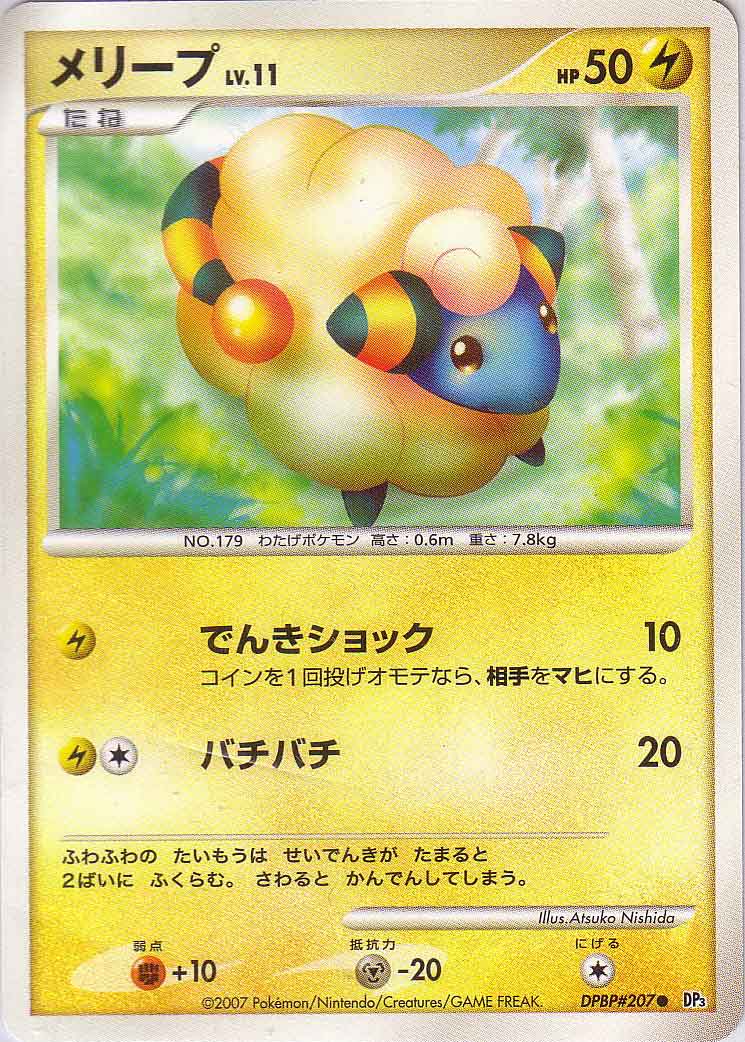 メリープ LV.11 HP 50
たね
NO.179 わたげポケモン 高さ:0.6m 重さ:7.8kg
でんきショック 10
コインを1回投げオモテなら、相手をマヒにする。
バチバチ 20
ふわふわの たいもうは せいでんきが たまると
2ばいに ふくらむ。 さわると かんでんしてしまう。
Illus.Atsuko Nishida
弱点 抵抗力 にげる
+10 -20
©2007 Pokémon/Nintendo/Creatures/GAME FREAK. DPBP#207 DP3